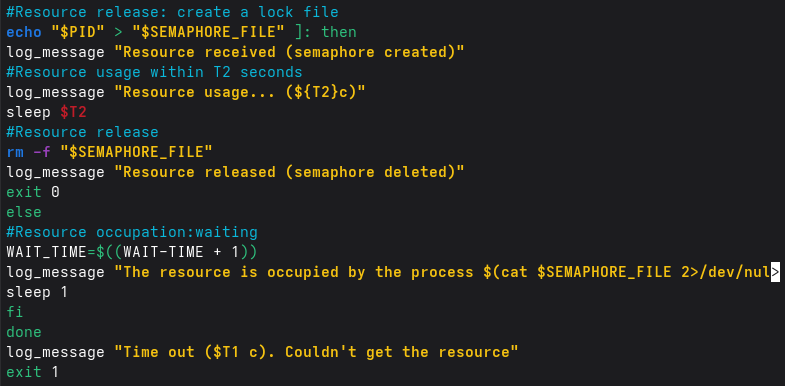 #Resource release: create a lock file
echo "$PID" > "$SEMAPHORE_FILE" ]: then
log_message "Resource received (semaphore created)"
#Resource usage within T2 seconds
log_message "Resource usage... (${T2}c)"
sleep $T2
#Resource release
rm -f "$SEMAPHORE_FILE"
log_message "Resource released (semaphore deleted)"
exit 0
else
#Resource occupation:waiting
WAIT_TIME=$((WAIT-TIME + 1))
log_message "The resource is occupied by the process $(cat $SEMAPHORE_FILE 2>/dev/nul>
sleep 1
fi
done
log_message "Time out ($T1 c). Couldn't get the resource"
exit 1